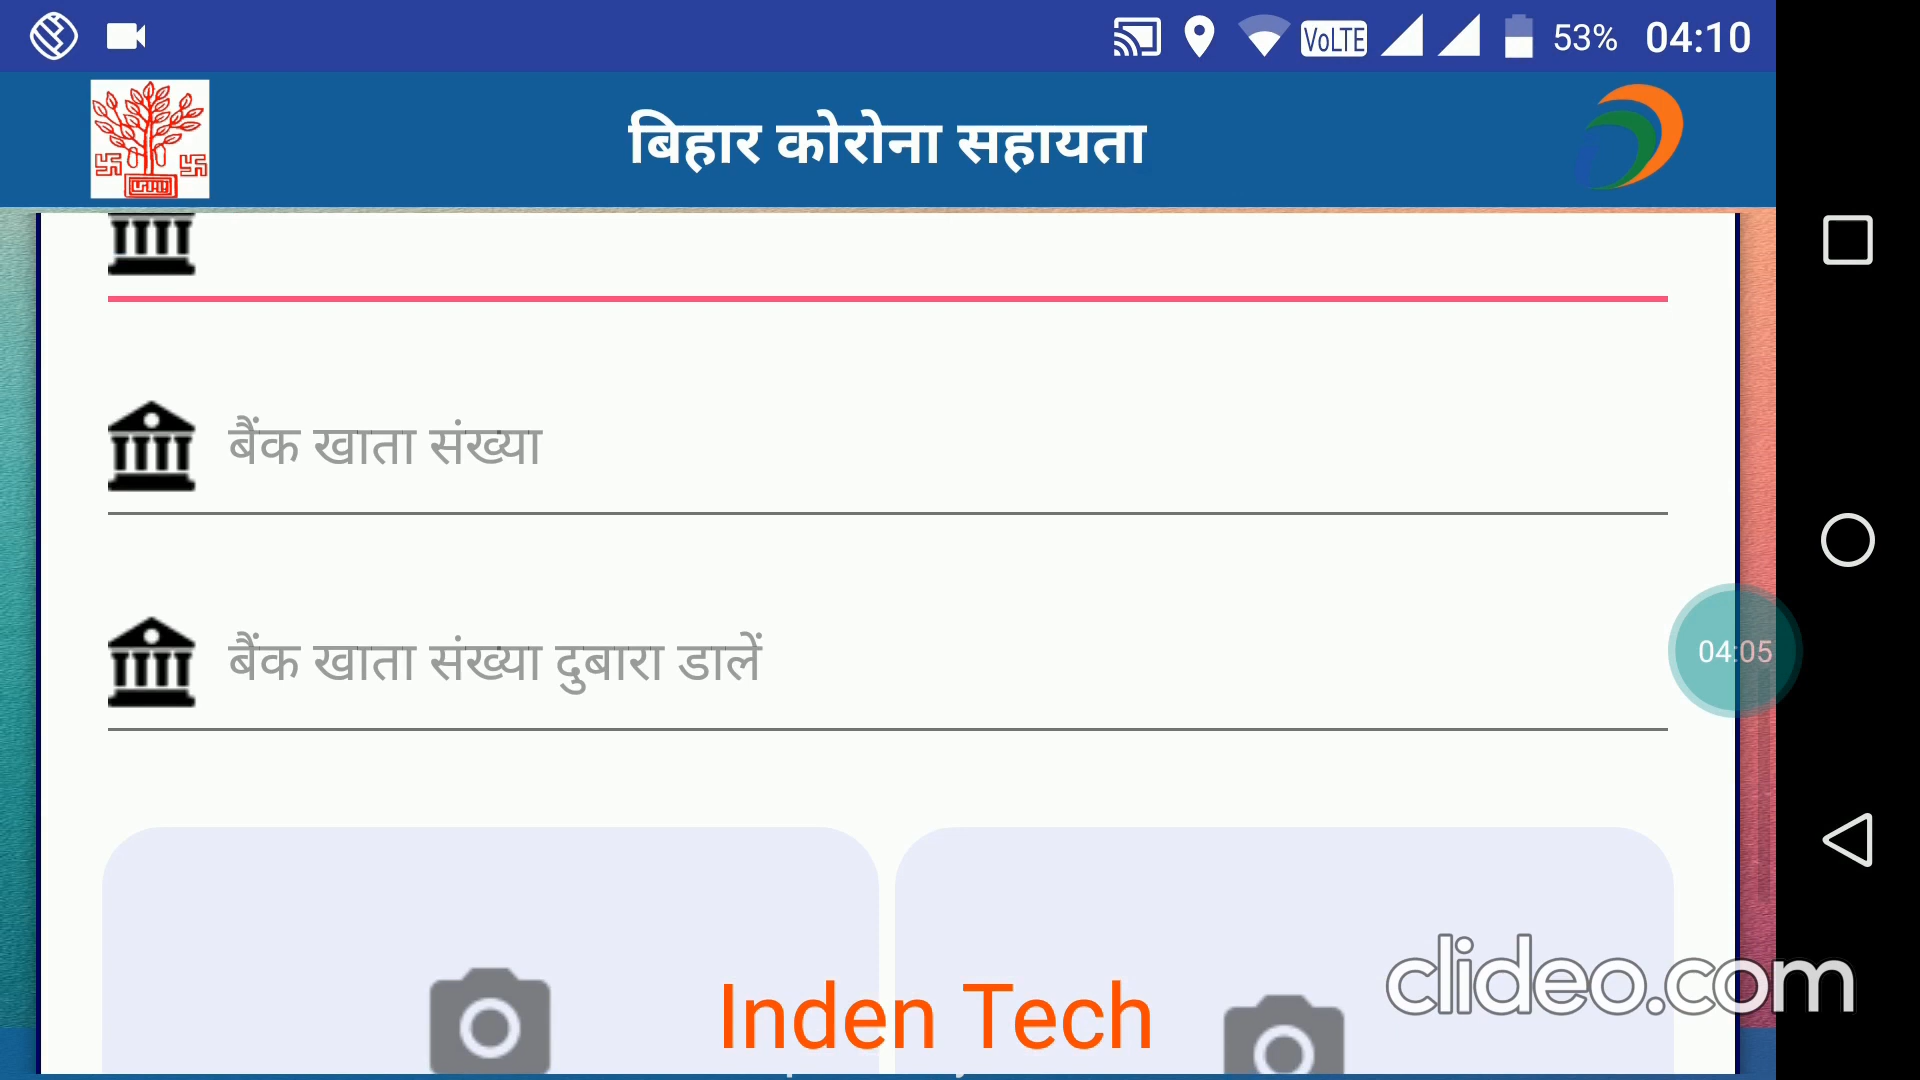 VoLTE 53% 04:10
बिहार कोरोना सहायता
बैंक खाता संख्या
बैंक खाता संख्या दुबारा डालें
04:05
clideo.com
Inden Tech